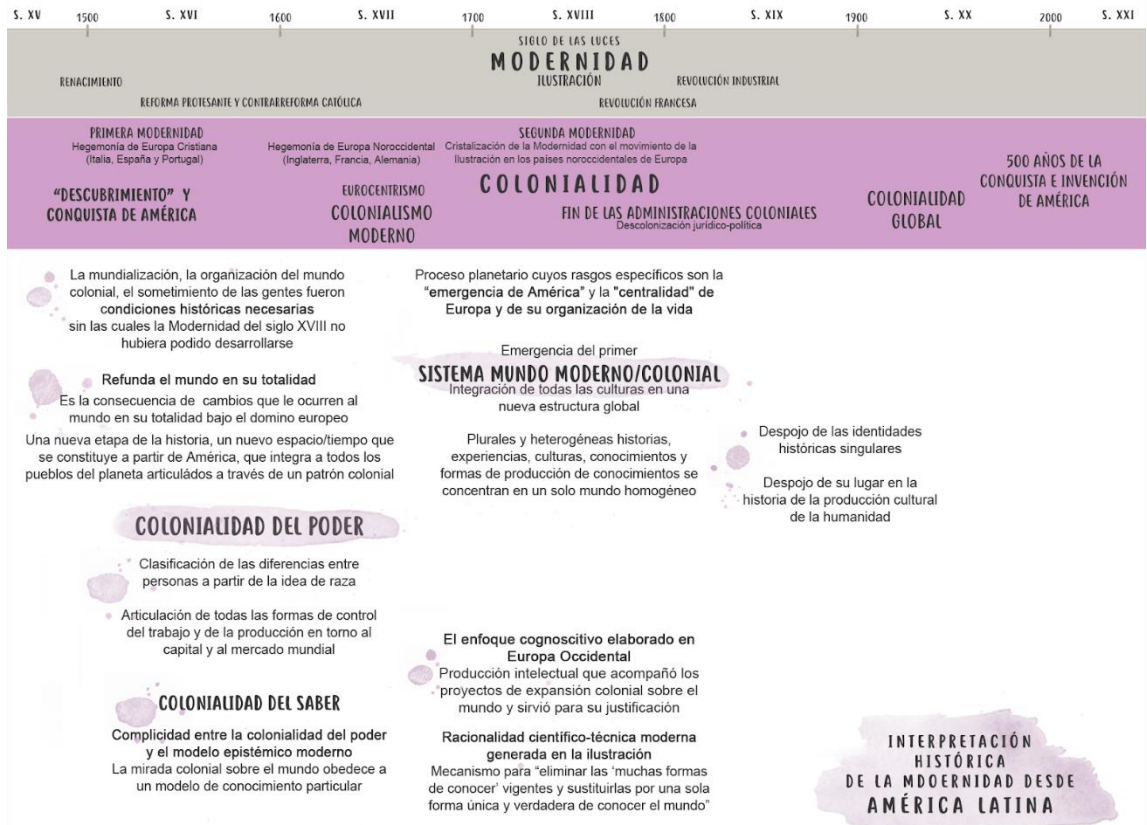 S. XV 1500 S. XVI 1600 S. XVII 1700 S. XVIII 1800 S. XIX 1900 S. XX 2000 S. XXI
SIGLO DE LAS LUCES
MODERNIDAD
RENACIMIENTO
ILUSTRACIÓN
REVOLUCIÓN INDUSTRIAL
REFORMA PROTESANTE Y CONTRARREFORMA CATÓLICA
REVOLUCIÓN FRANCESA
PRIMERA MODERNIDAD
Hegemonía de Europa Cristiana
(Italia, España y Portugal)
"DESCUBRIMIENTO" Y
CONQUISTA DE AMÉRICA
Hegemonía de Europa Noroccidental
(Inglaterra, Francia, Alemania)
EUROCENTRISMO
COLONIALISMO
MODERNO
SEGUNDA MODERNIDAD
Cristalización de la Modernidad con el movimiento de la
Ilustración en los países noroccidentales de Europa
COLONIALIDAD
FIN DE LAS ADMINISTRACIONES COLONIALES
Descolonización jurídico-política
COLONIALIDAD
GLOBAL
500 AÑOS DE LA
CONQUISTA E INVENCIÓN
DE AMÉRICA
La mundialización, la organización del mundo
colonial, el sometimiento de las gentes fueron
condiciones históricas necesarias
sin las cuales la Modernidad del siglo XVIII no
hubiera podido desarrollarse
Refunda el mundo en su totalidad
Es la consecuencia de cambios que le ocurren al
mundo en su totalidad bajo el domino europeo
Una nueva etapa de la historia, un nuevo espacio/tiempo que
se constituye a partir de América, que integra a todos los
pueblos del planeta articuládos a través de un patrón colonial
COLONIALIDAD DEL PODER
Clasificación de las diferencias entre
personas a partir de la idea de raza
Articulación de todas las formas de control
del trabajo y de la producción en torno al
capital y al mercado mundial
COLONIALIDAD DEL SABER
Complicidad entre la colonialidad del poder
y el modelo epistémico moderno
La mirada colonial sobre el mundo obedece a
un modelo de conocimiento particular
Proceso planetario cuyos rasgos específicos son la
"emergencia de América" y la "centralidad" de
Europa y de su organización de la vida
Emergencia del primer
SISTEMA MUNDO MODERNO/COLONIAL
Integración de todas las culturas en una
nueva estructura global
Plurales y heterogéneas historias,
experiencias, culturas, conocimientos y
formas de producción de conocimientos se
concentran en un solo mundo homogéneo
Despojo de las identidades
históricas singulares
Despojo de su lugar en la
historia de la producción cultural
de la humanidad
El enfoque cognoscitivo elaborado en
Europa Occidental
Producción intelectual que acompañó los
proyectos de expansión colonial sobre el
mundo y sirvió para su justificación
Racionalidad científico-técnica moderna
generada en la ilustración
Mecanismo para "eliminar las 'muchas formas
de conocer' vigentes y sustituirlas por una sola
forma única y verdadera de conocer el mundo"
INTERPRETACIÓN
HISTÓRICA
DE LA MDOERNIDAD DESDE
AMÉRICA LATINA